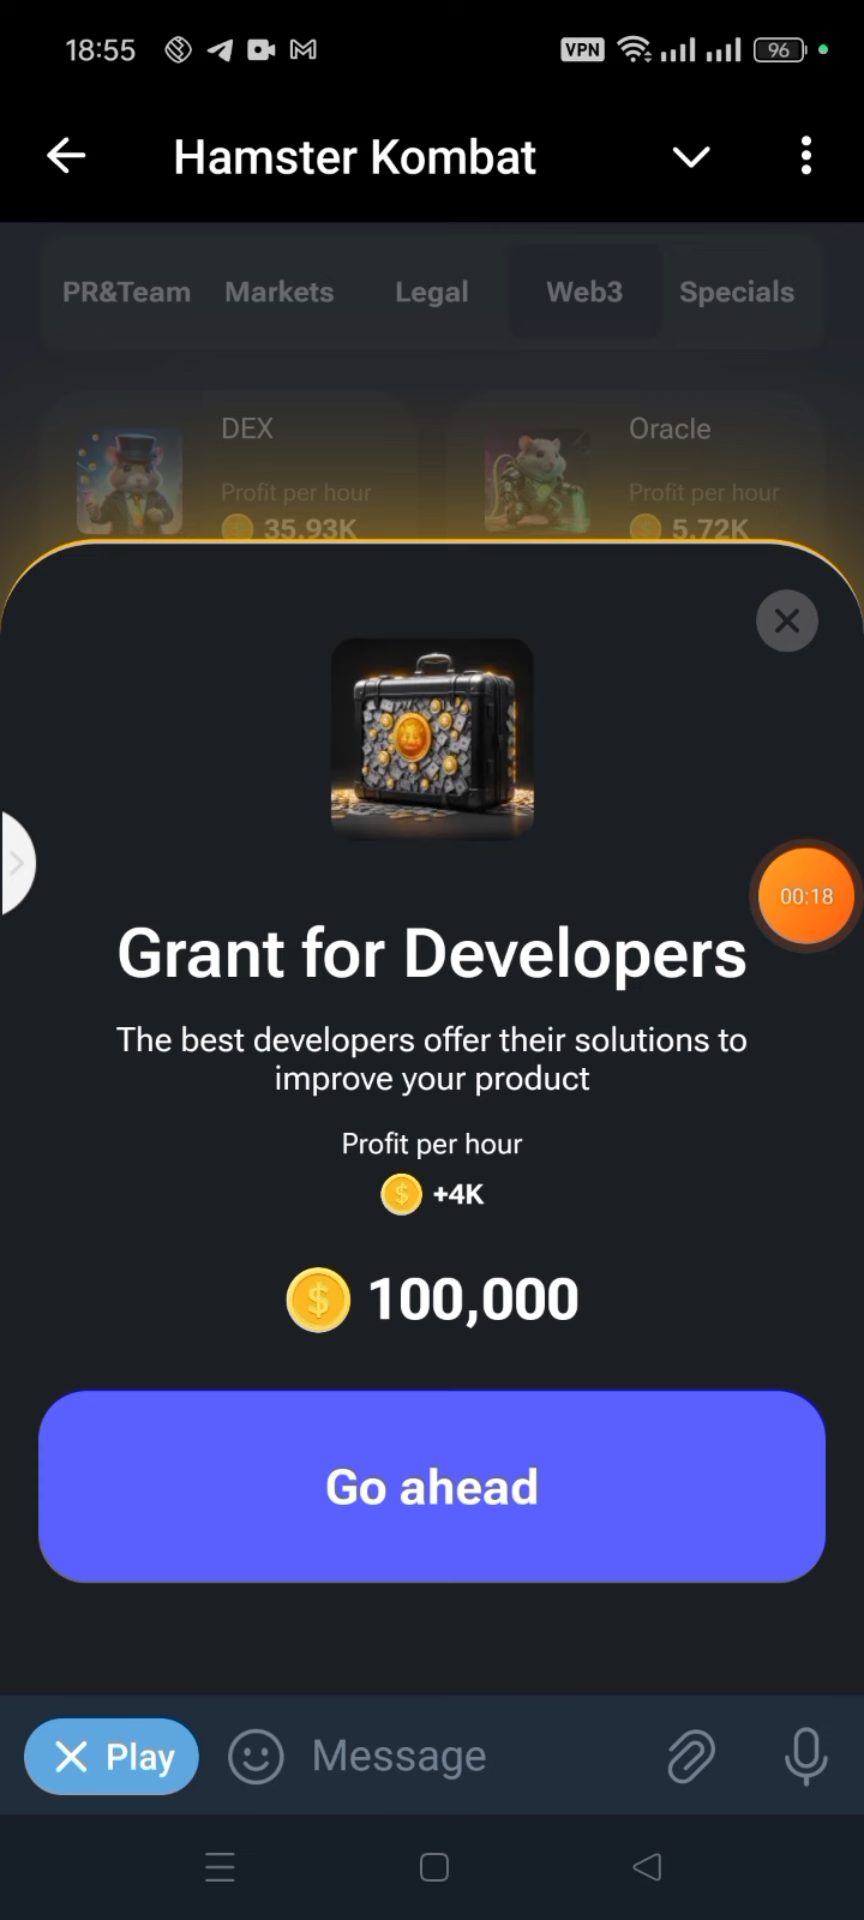 18:55
VPN
96
Hamster Kombat
PR&Team Markets Legal Web3 Specials
DEX
Profit per hour
35.93K
Oracle
Profit per hour
5.72K
Grant for Developers
The best developers offer their solutions to
improve your product
Profit per hour
+4K
100,000
00:18
Go ahead
Play
Message